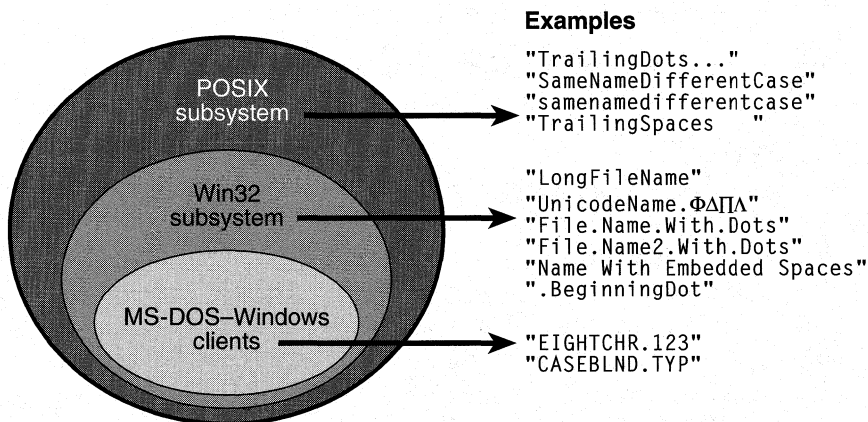 Examples
POSIX
subsystem
"TrailingDots..."
"SameNameDifferentCase"
"samenamedifferentcase"
"TrailingSpaces   "
Win32
subsystem
"LongFileName"
"UnicodeName.ΦΔΠΛ"
"File.Name.With.Dots"
"File.Name2.With.Dots"
"Name With Embedded Spaces"
".BeginningDot"
MS-DOS–Windows
clients
"EIGHTCHR.123"
"CASEBLND.TYP"